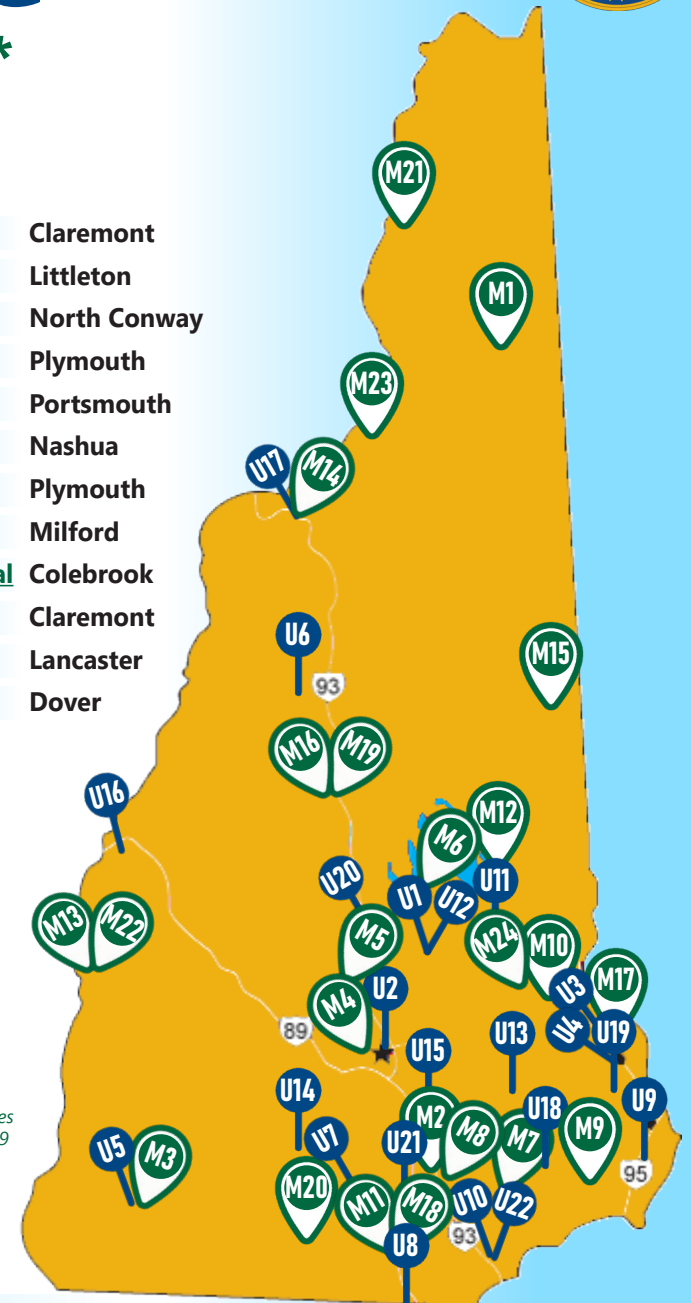 *
Claremont
Littleton
North Conway
Plymouth
Portsmouth
Nashua
Plymouth
Milford
al Colebrook
Claremont
Lancaster
Dover
es
9
M21
M1
M23
U17 M14
U6
93
M15
M16 M19
U16
M12
M6
U20 U1 U12 U11
M13 M22
M5
M24 M10
M17
U3
M4 U2
89
U4 U19
U13
U15
U14
U9
M2 M8 M7 U18 M9
U5 M3
U7 U21
95
M20 M11 M18 U10 U22
93
U8